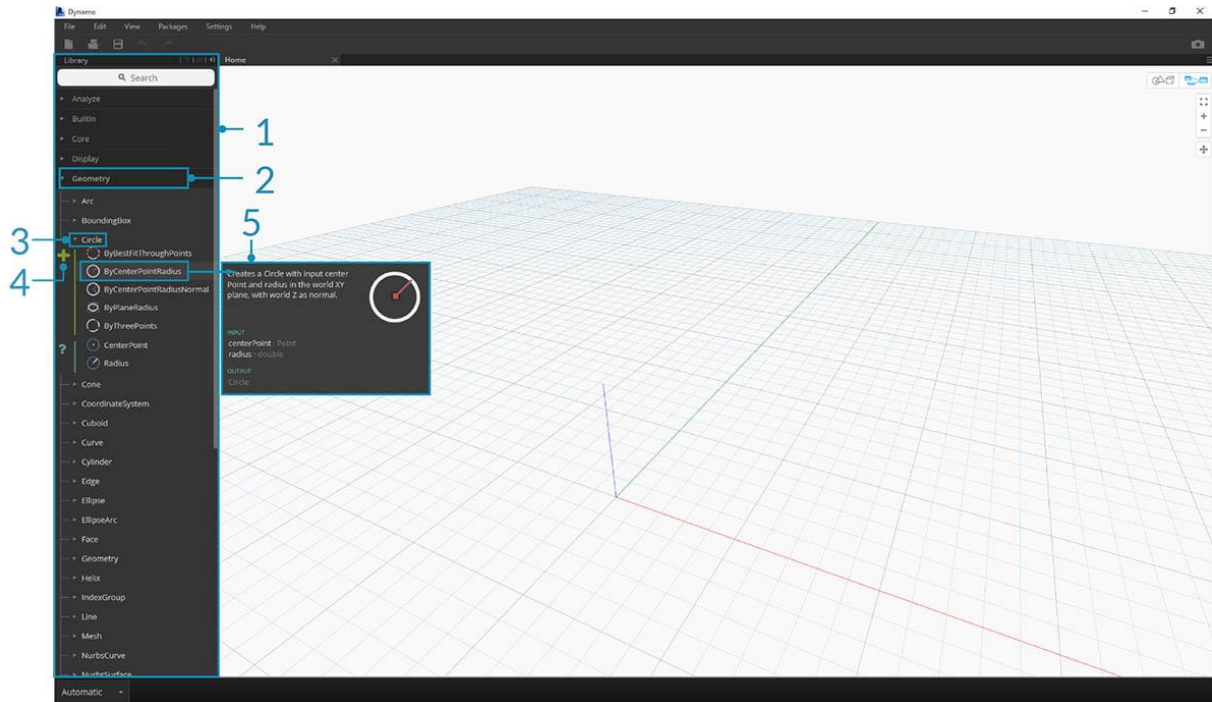 Dynamo
File Edit View Packages Settings Help
Library
Home
Search
Analyze
BuiltIn
Core
Display
Geometry
Arc
BoundingBox
Circle
ByBestFitThroughPoints
ByCenterPointRadius
ByCenterPointRadiusNormal
ByPlaneRadius
ByThreePoints
?
CenterPoint
Radius
Cone
CoordinateSystem
Cuboid
Curve
Cylinder
Edge
Ellipse
EllipseArc
Face
Geometry
Helix
IndexGroup
Line
Mesh
NurbsCurve
NurbsSurface
Automatic
1
2
3
4
5
Creates a Circle with input center
Point and radius in the world XY
plane, with world Z as normal.
INPUT
centerPoint : Point
radius : double
OUTPUT
Circle